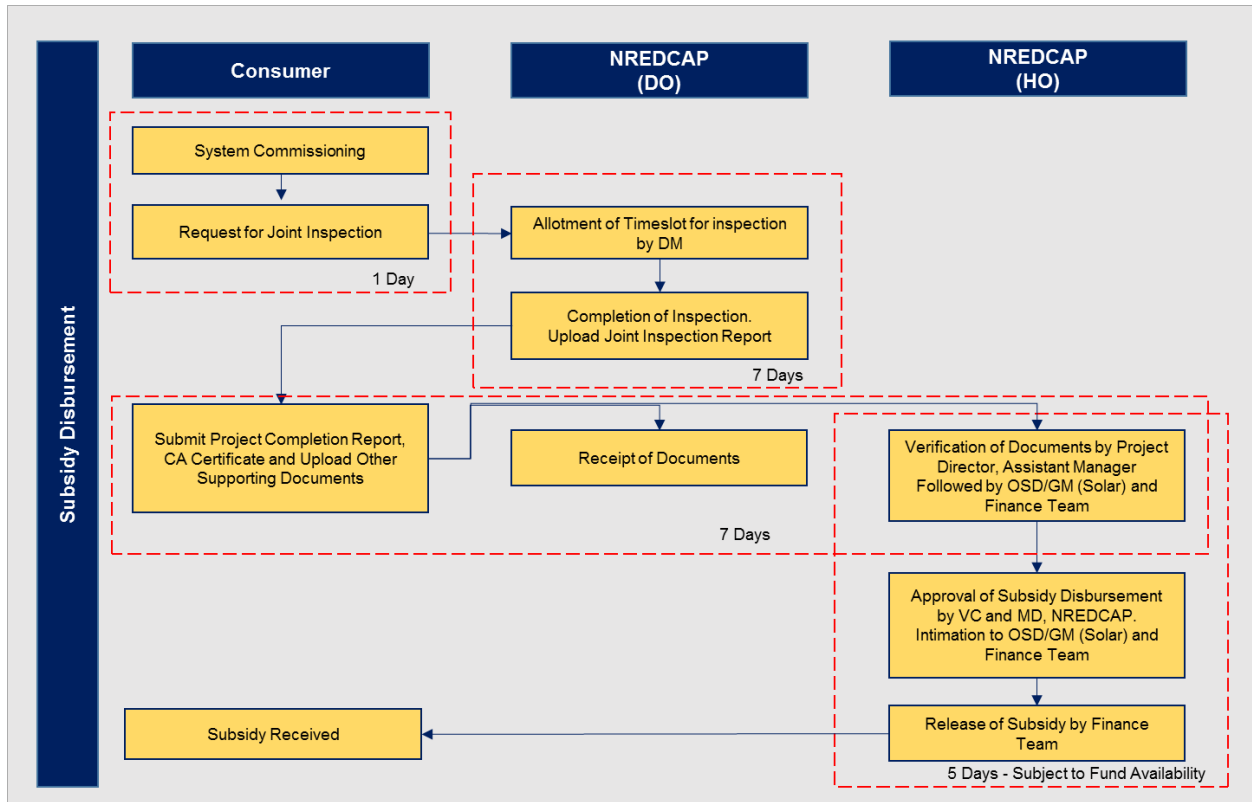 Subsidy Disbursement
Consumer
NREDCAP
(DO)
NREDCAP
(HO)
System Commissioning
Request for Joint Inspection
1 Day
Allotment of Timeslot for inspection
by DM
Completion of Inspection.
Upload Joint Inspection Report
7 Days
Submit Project Completion Report,
CA Certificate and Upload Other
Supporting Documents
Receipt of Documents
Verification of Documents by Project
Director, Assistant Manager
Followed by OSD/GM (Solar) and
Finance Team
7 Days
Approval of Subsidy Disbursement
by VC and MD, NREDCAP.
Intimation to OSD/GM (Solar) and
Finance Team
Release of Subsidy by Finance
Team
Subsidy Received
5 Days - Subject to Fund Availability